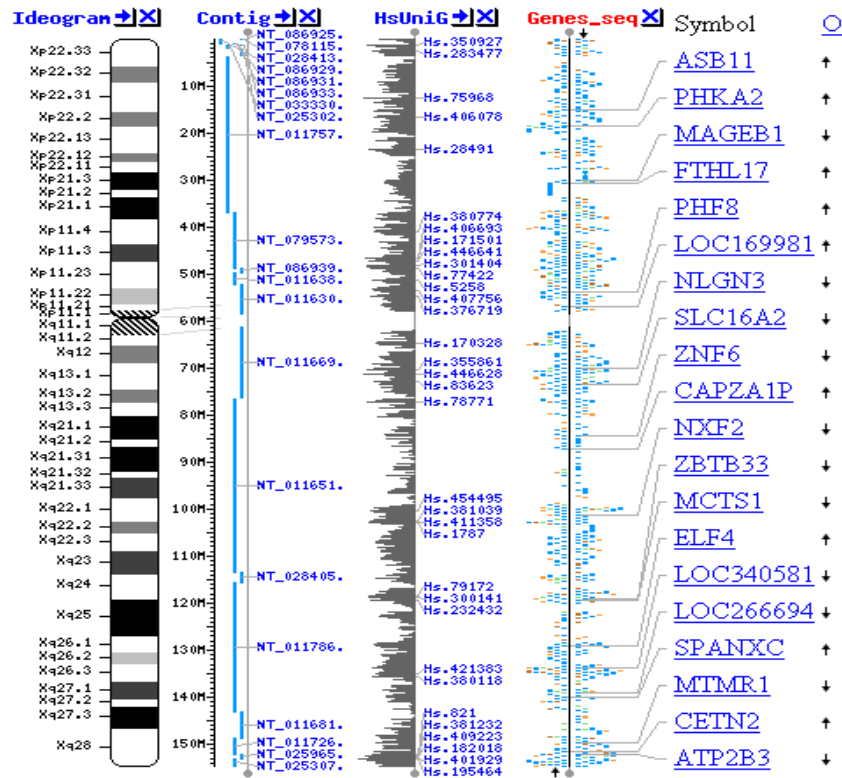 Ideogram
Contig
HsUniG
Genes_seq
Symbol
O
Xp22.33
Xp22.32
Xp22.31
Xp22.2
Xp22.13
Xp22.12
Xp22.11
Xp21.3
Xp21.2
Xp21.1
Xp11.4
Xp11.3
Xp11.23
Xp11.22
Xp11.21
Xp11.1
Xq11.1
Xq11.2
Xq12
Xq13.1
Xq13.2
Xq13.3
Xq21.1
Xq21.2
Xq21.31
Xq21.32
Xq21.33
Xq22.1
Xq22.2
Xq22.3
Xq23
Xq24
Xq25
Xq26.1
Xq26.2
Xq26.3
Xq27.1
Xq27.2
Xq27.3
Xq28
10M
20M
30M
40M
50M
60M
70M
80M
90M
100M
110M
120M
130M
140M
150M
NT_086925.
NT_078115.
NT_028413.
NT_086929.
NT_086931.
NT_086933.
NT_033330.
NT_025302.
NT_011757.
NT_079573.
NT_086939.
NT_011638.
NT_011630.
NT_011669.
NT_011651.
NT_028405.
NT_011786.
NT_011681.
NT_011726.
NT_025965.
NT_025307.
Hs.350927
Hs.283477
Hs.75968
Hs.406078
Hs.28491
Hs.380774
Hs.406693
Hs.171501
Hs.446641
Hs.301404
Hs.77422
Hs.5258
Hs.407756
Hs.376719
Hs.170328
Hs.355861
Hs.446628
Hs.83623
Hs.78771
Hs.454495
Hs.381039
Hs.411358
Hs.1787
Hs.79172
Hs.300141
Hs.232432
Hs.421383
Hs.380118
Hs.821
Hs.381232
Hs.409223
Hs.182018
Hs.401929
Hs.195464
ASB11
PHKA2
MAGEB1
FTHL17
PHF8
LOC169981
NLGN3
SLC16A2
ZNF6
CAPZA1P
NXF2
ZBTB33
MCTS1
ELF4
LOC340581
LOC266694
SPANXC
MTMR1
CETN2
ATP2B3